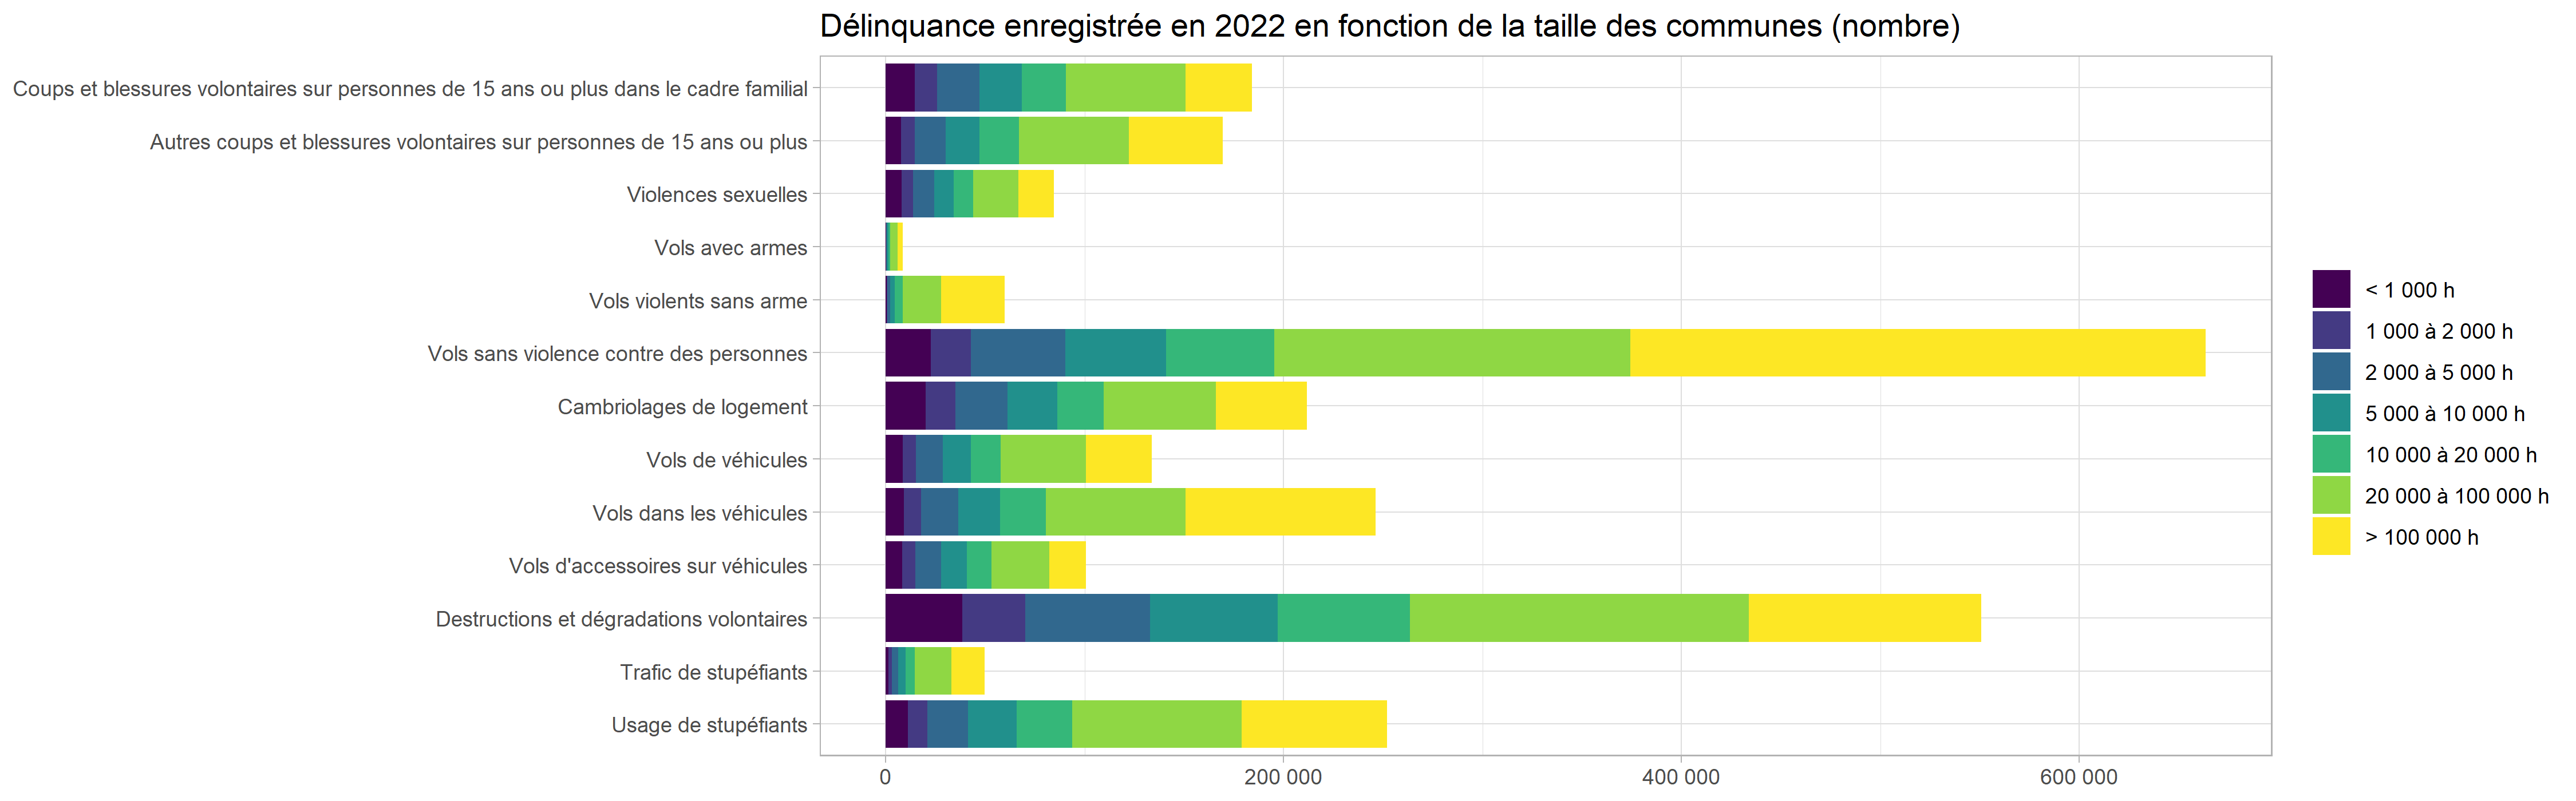 Délinquance enregistrée en 2022 en fonction de la taille des communes (nombre)
Coups et blessures volontaires sur personnes de 15 ans ou plus dans le cadre familial
Autres coups et blessures volontaires sur personnes de 15 ans ou plus
Violences sexuelles
Vols avec armes
Vols violents sans arme
Vols sans violence contre des personnes
Cambriolages de logement
Vols de véhicules
Vols dans les véhicules
Vols d'accessoires sur véhicules
Destructions et dégradations volontaires
Trafic de stupéfiants
Usage de stupéfiants
0
200 000
400 000
600 000
< 1 000 h
1 000 à 2 000 h
2 000 à 5 000 h
5 000 à 10 000 h
10 000 à 20 000 h
20 000 à 100 000 h
> 100 000 h